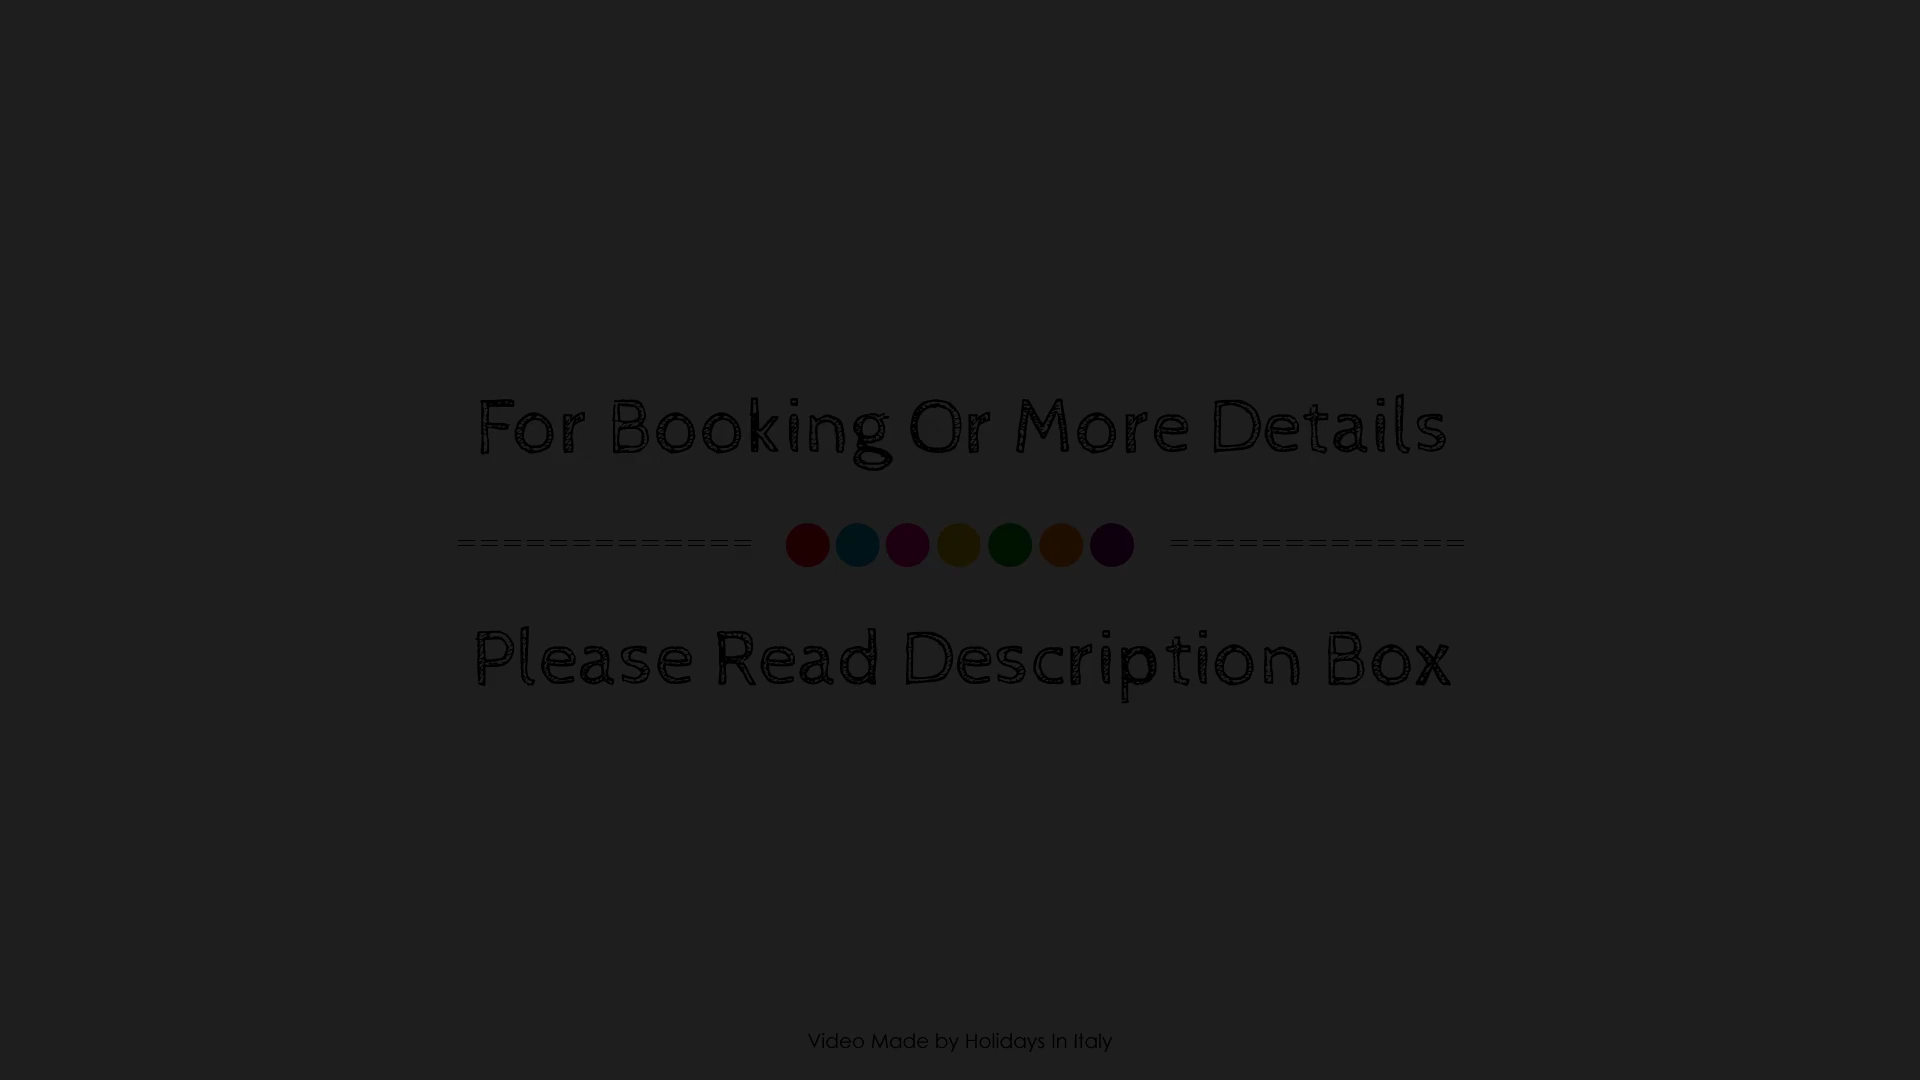 For Booking Or More Details
============= =============
Please Read Description Box
Video Made by Holidays In Italy